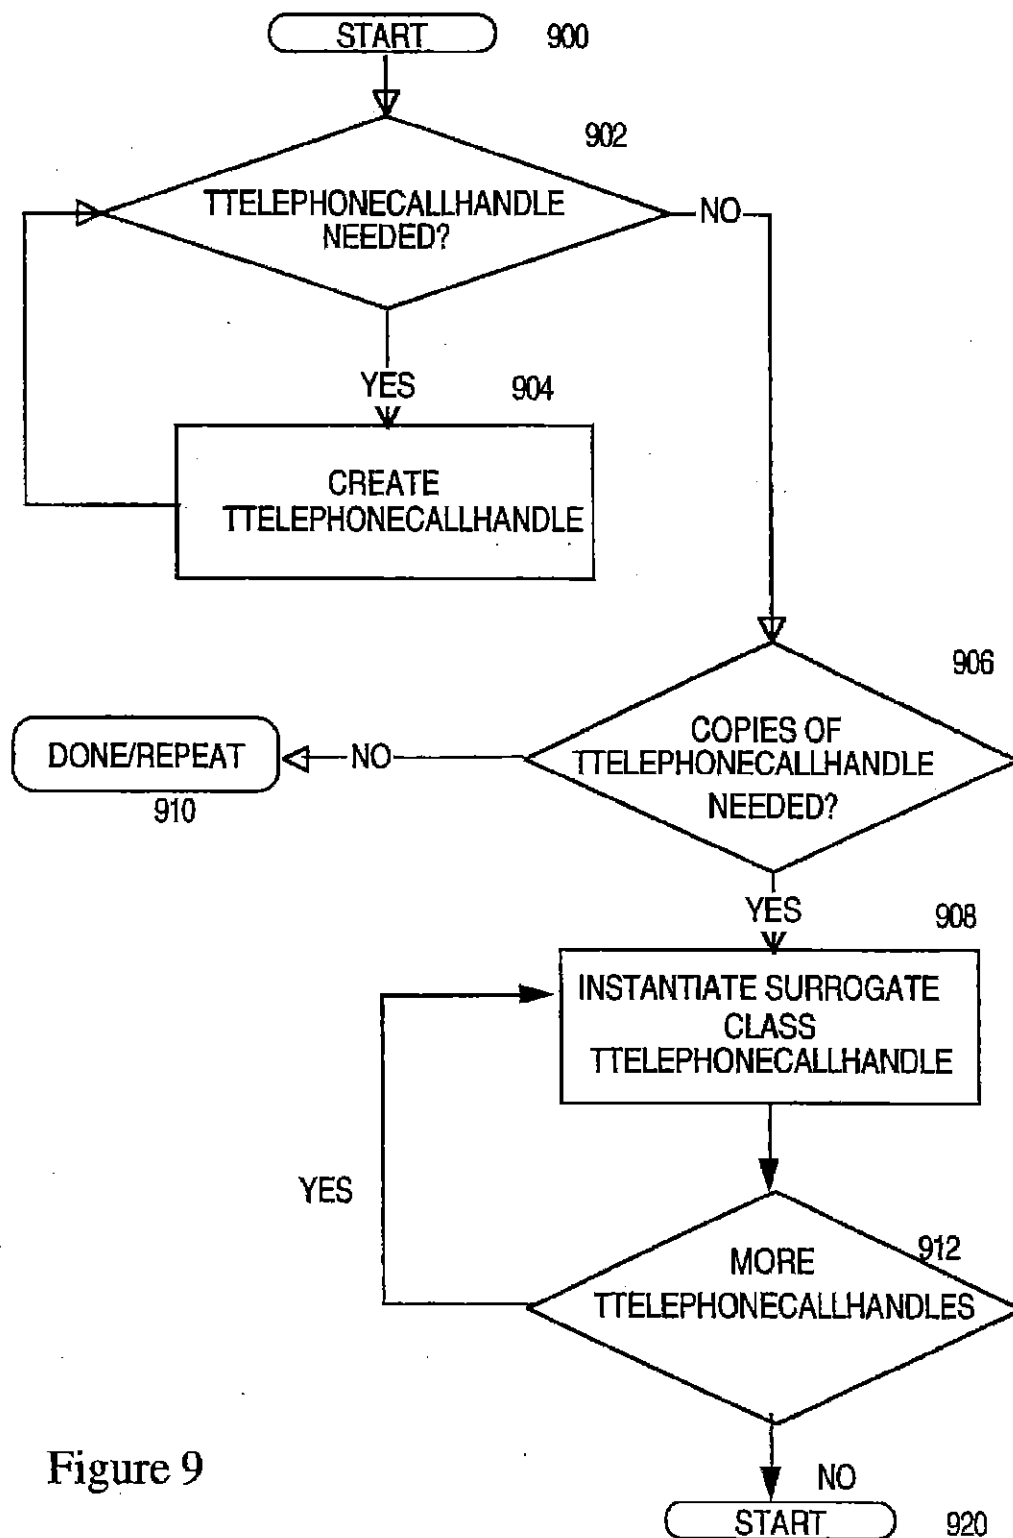 START
900
902
TTELEPHONECALLHANDLE
NEEDED?
NO
YES
904
CREATE
TTELEPHONECALLHANDLE
906
COPIES OF
TTELEPHONECALLHANDLE
NEEDED?
NO
DONE/REPEAT
910
YES
908
INSTANTIATE SURROGATE
CLASS
TTELEPHONECALLHANDLE
YES
912
MORE
TTELEPHONECALLHANDLES
NO
START
920
Figure 9